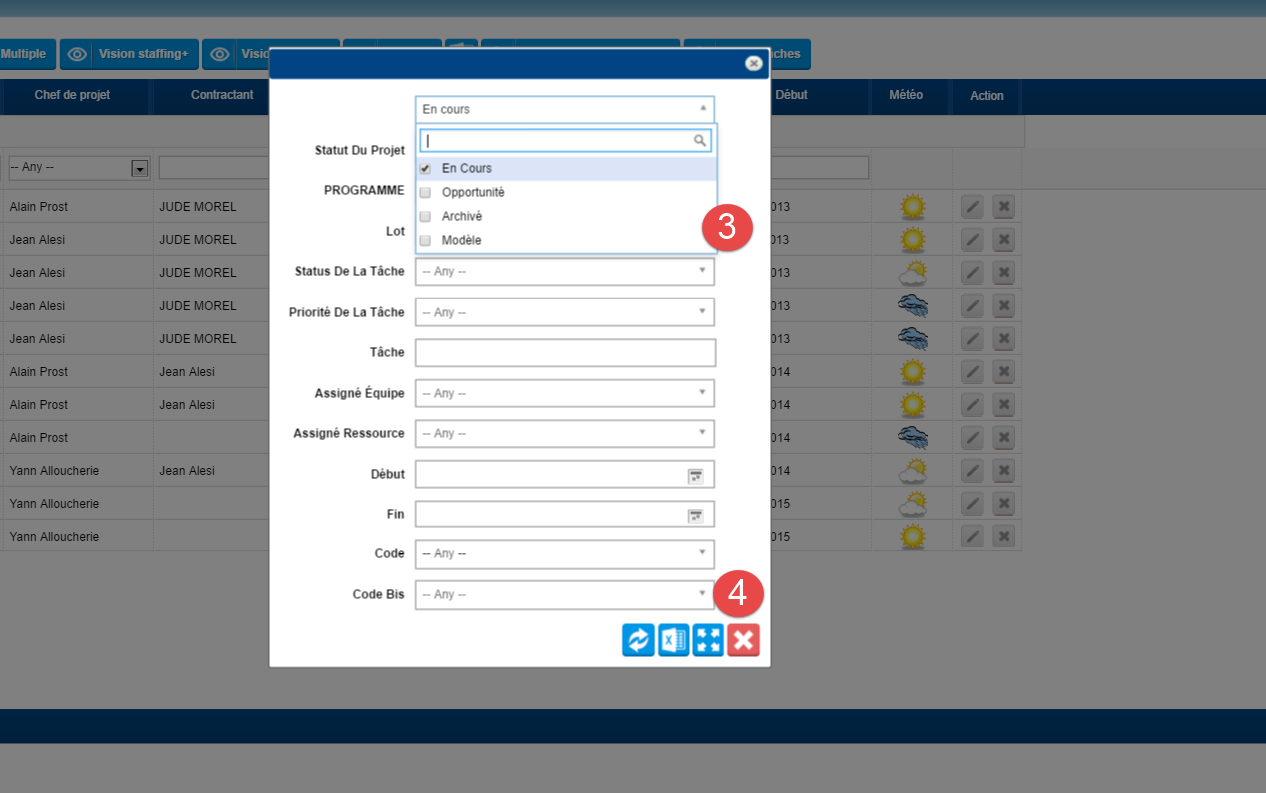 Multiple
Vision staffing+
Visio
ches
Chef de projet
Contractant
Début
Météo
Action
En cours
Statut Du Projet
En Cours
PROGRAMME
Opportunité
Archivé
Lot
Modèle
3
Status De La Tâche
-- Any --
Priorité De La Tâche
-- Any --
Tâche
Assigné Équipe
-- Any --
Assigné Ressource
-- Any --
Début
Fin
Code
-- Any --
Code Bis
-- Any --
4
-- Any --
Alain Prost JUDE MOREL 013
Jean Alesi JUDE MOREL 013
Jean Alesi JUDE MOREL 013
Jean Alesi JUDE MOREL 013
Jean Alesi JUDE MOREL 013
Alain Prost Jean Alesi 014
Alain Prost Jean Alesi 014
Alain Prost 014
Yann Alloucherie Jean Alesi 014
Yann Alloucherie 015
Yann Alloucherie 015